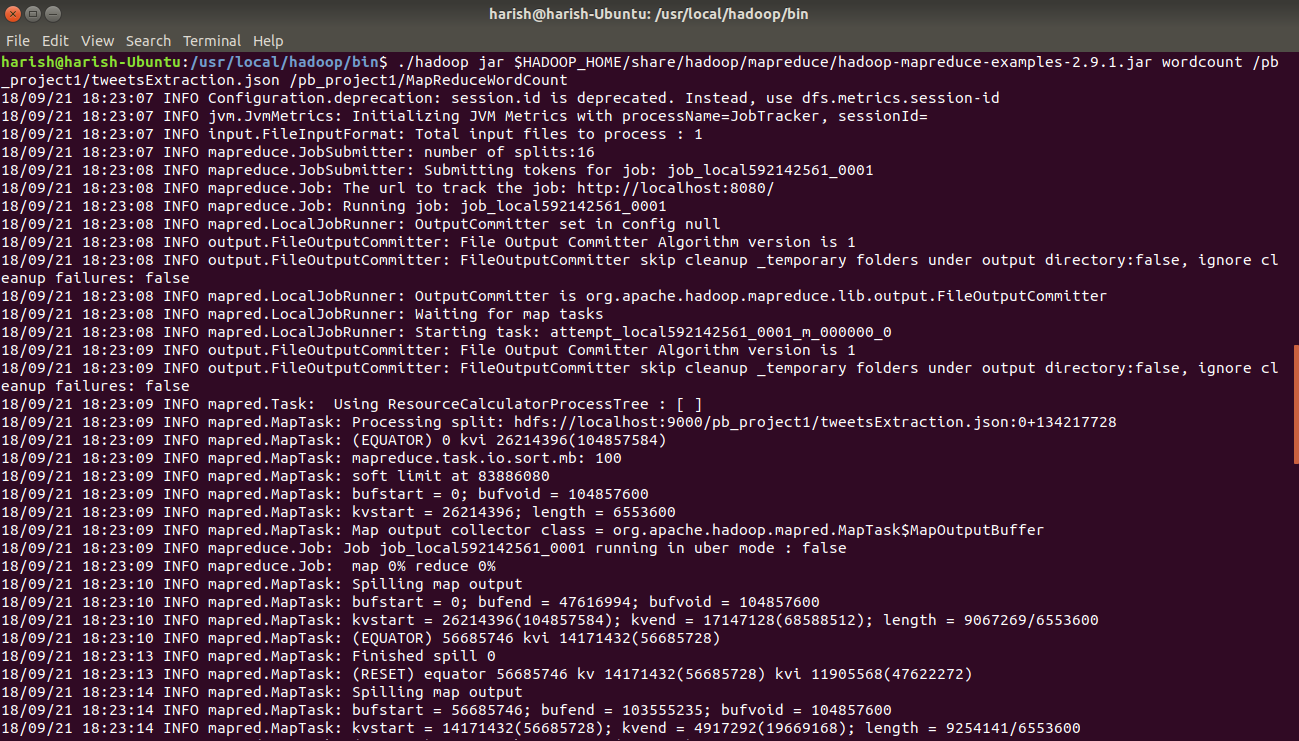 harish@harish-Ubuntu: /usr/local/hadoop/bin
File Edit View Search Terminal Help
harish@harish-Ubuntu:/usr/local/hadoop/bin$ ./hadoop jar $HADOOP_HOME/share/hadoop/mapreduce/hadoop-mapreduce-examples-2.9.1.jar wordcount /pb
_project1/tweetsExtraction.json /pb_project1/MapReduceWordCount
18/09/21 18:23:07 INFO Configuration.deprecation: session.id is deprecated. Instead, use dfs.metrics.session-id
18/09/21 18:23:07 INFO jvm.JvmMetrics: Initializing JVM Metrics with processName=JobTracker, sessionId=
18/09/21 18:23:07 INFO input.FileInputFormat: Total input files to process : 1
18/09/21 18:23:07 INFO mapreduce.JobSubmitter: number of splits:16
18/09/21 18:23:08 INFO mapreduce.JobSubmitter: Submitting tokens for job: job_local592142561_0001
18/09/21 18:23:08 INFO mapreduce.Job: The url to track the job: http://localhost:8080/
18/09/21 18:23:08 INFO mapreduce.Job: Running job: job_local592142561_0001
18/09/21 18:23:08 INFO mapred.LocalJobRunner: OutputCommitter set in config null
18/09/21 18:23:08 INFO output.FileOutputCommitter: File Output Committer Algorithm version is 1
18/09/21 18:23:08 INFO output.FileOutputCommitter: FileOutputCommitter skip cleanup _temporary folders under output directory:false, ignore cl
eanup failures: false
18/09/21 18:23:08 INFO mapred.LocalJobRunner: OutputCommitter is org.apache.hadoop.mapreduce.lib.output.FileOutputCommitter
18/09/21 18:23:08 INFO mapred.LocalJobRunner: Waiting for map tasks
18/09/21 18:23:08 INFO mapred.LocalJobRunner: Starting task: attempt_local592142561_0001_m_000000_0
18/09/21 18:23:09 INFO output.FileOutputCommitter: File Output Committer Algorithm version is 1
18/09/21 18:23:09 INFO output.FileOutputCommitter: FileOutputCommitter skip cleanup _temporary folders under output directory:false, ignore cl
eanup failures: false
18/09/21 18:23:09 INFO mapred.Task:  Using ResourceCalculatorProcessTree : [ ]
18/09/21 18:23:09 INFO mapred.MapTask: Processing split: hdfs://localhost:9000/pb_project1/tweetsExtraction.json:0+134217728
18/09/21 18:23:09 INFO mapred.MapTask: (EQUATOR) 0 kvi 26214396(104857584)
18/09/21 18:23:09 INFO mapred.MapTask: mapreduce.task.io.sort.mb: 100
18/09/21 18:23:09 INFO mapred.MapTask: soft limit at 83886080
18/09/21 18:23:09 INFO mapred.MapTask: bufstart = 0; bufvoid = 104857600
18/09/21 18:23:09 INFO mapred.MapTask: kvstart = 26214396; length = 6553600
18/09/21 18:23:09 INFO mapred.MapTask: Map output collector class = org.apache.hadoop.mapred.MapTask$MapOutputBuffer
18/09/21 18:23:09 INFO mapreduce.Job: Job job_local592142561_0001 running in uber mode : false
18/09/21 18:23:09 INFO mapreduce.Job:  map 0% reduce 0%
18/09/21 18:23:10 INFO mapred.MapTask: Spilling map output
18/09/21 18:23:10 INFO mapred.MapTask: bufstart = 0; bufend = 47616994; bufvoid = 104857600
18/09/21 18:23:10 INFO mapred.MapTask: kvstart = 26214396(104857584); kvend = 17147128(68588512); length = 9067269/6553600
18/09/21 18:23:10 INFO mapred.MapTask: (EQUATOR) 56685746 kvi 14171432(56685728)
18/09/21 18:23:13 INFO mapred.MapTask: Finished spill 0
18/09/21 18:23:13 INFO mapred.MapTask: (RESET) equator 56685746 kv 14171432(56685728) kvi 11905568(47622272)
18/09/21 18:23:14 INFO mapred.MapTask: Spilling map output
18/09/21 18:23:14 INFO mapred.MapTask: bufstart = 56685746; bufend = 103555235; bufvoid = 104857600
18/09/21 18:23:14 INFO mapred.MapTask: kvstart = 14171432(56685728); kvend = 4917292(19669168); length = 9254141/6553600